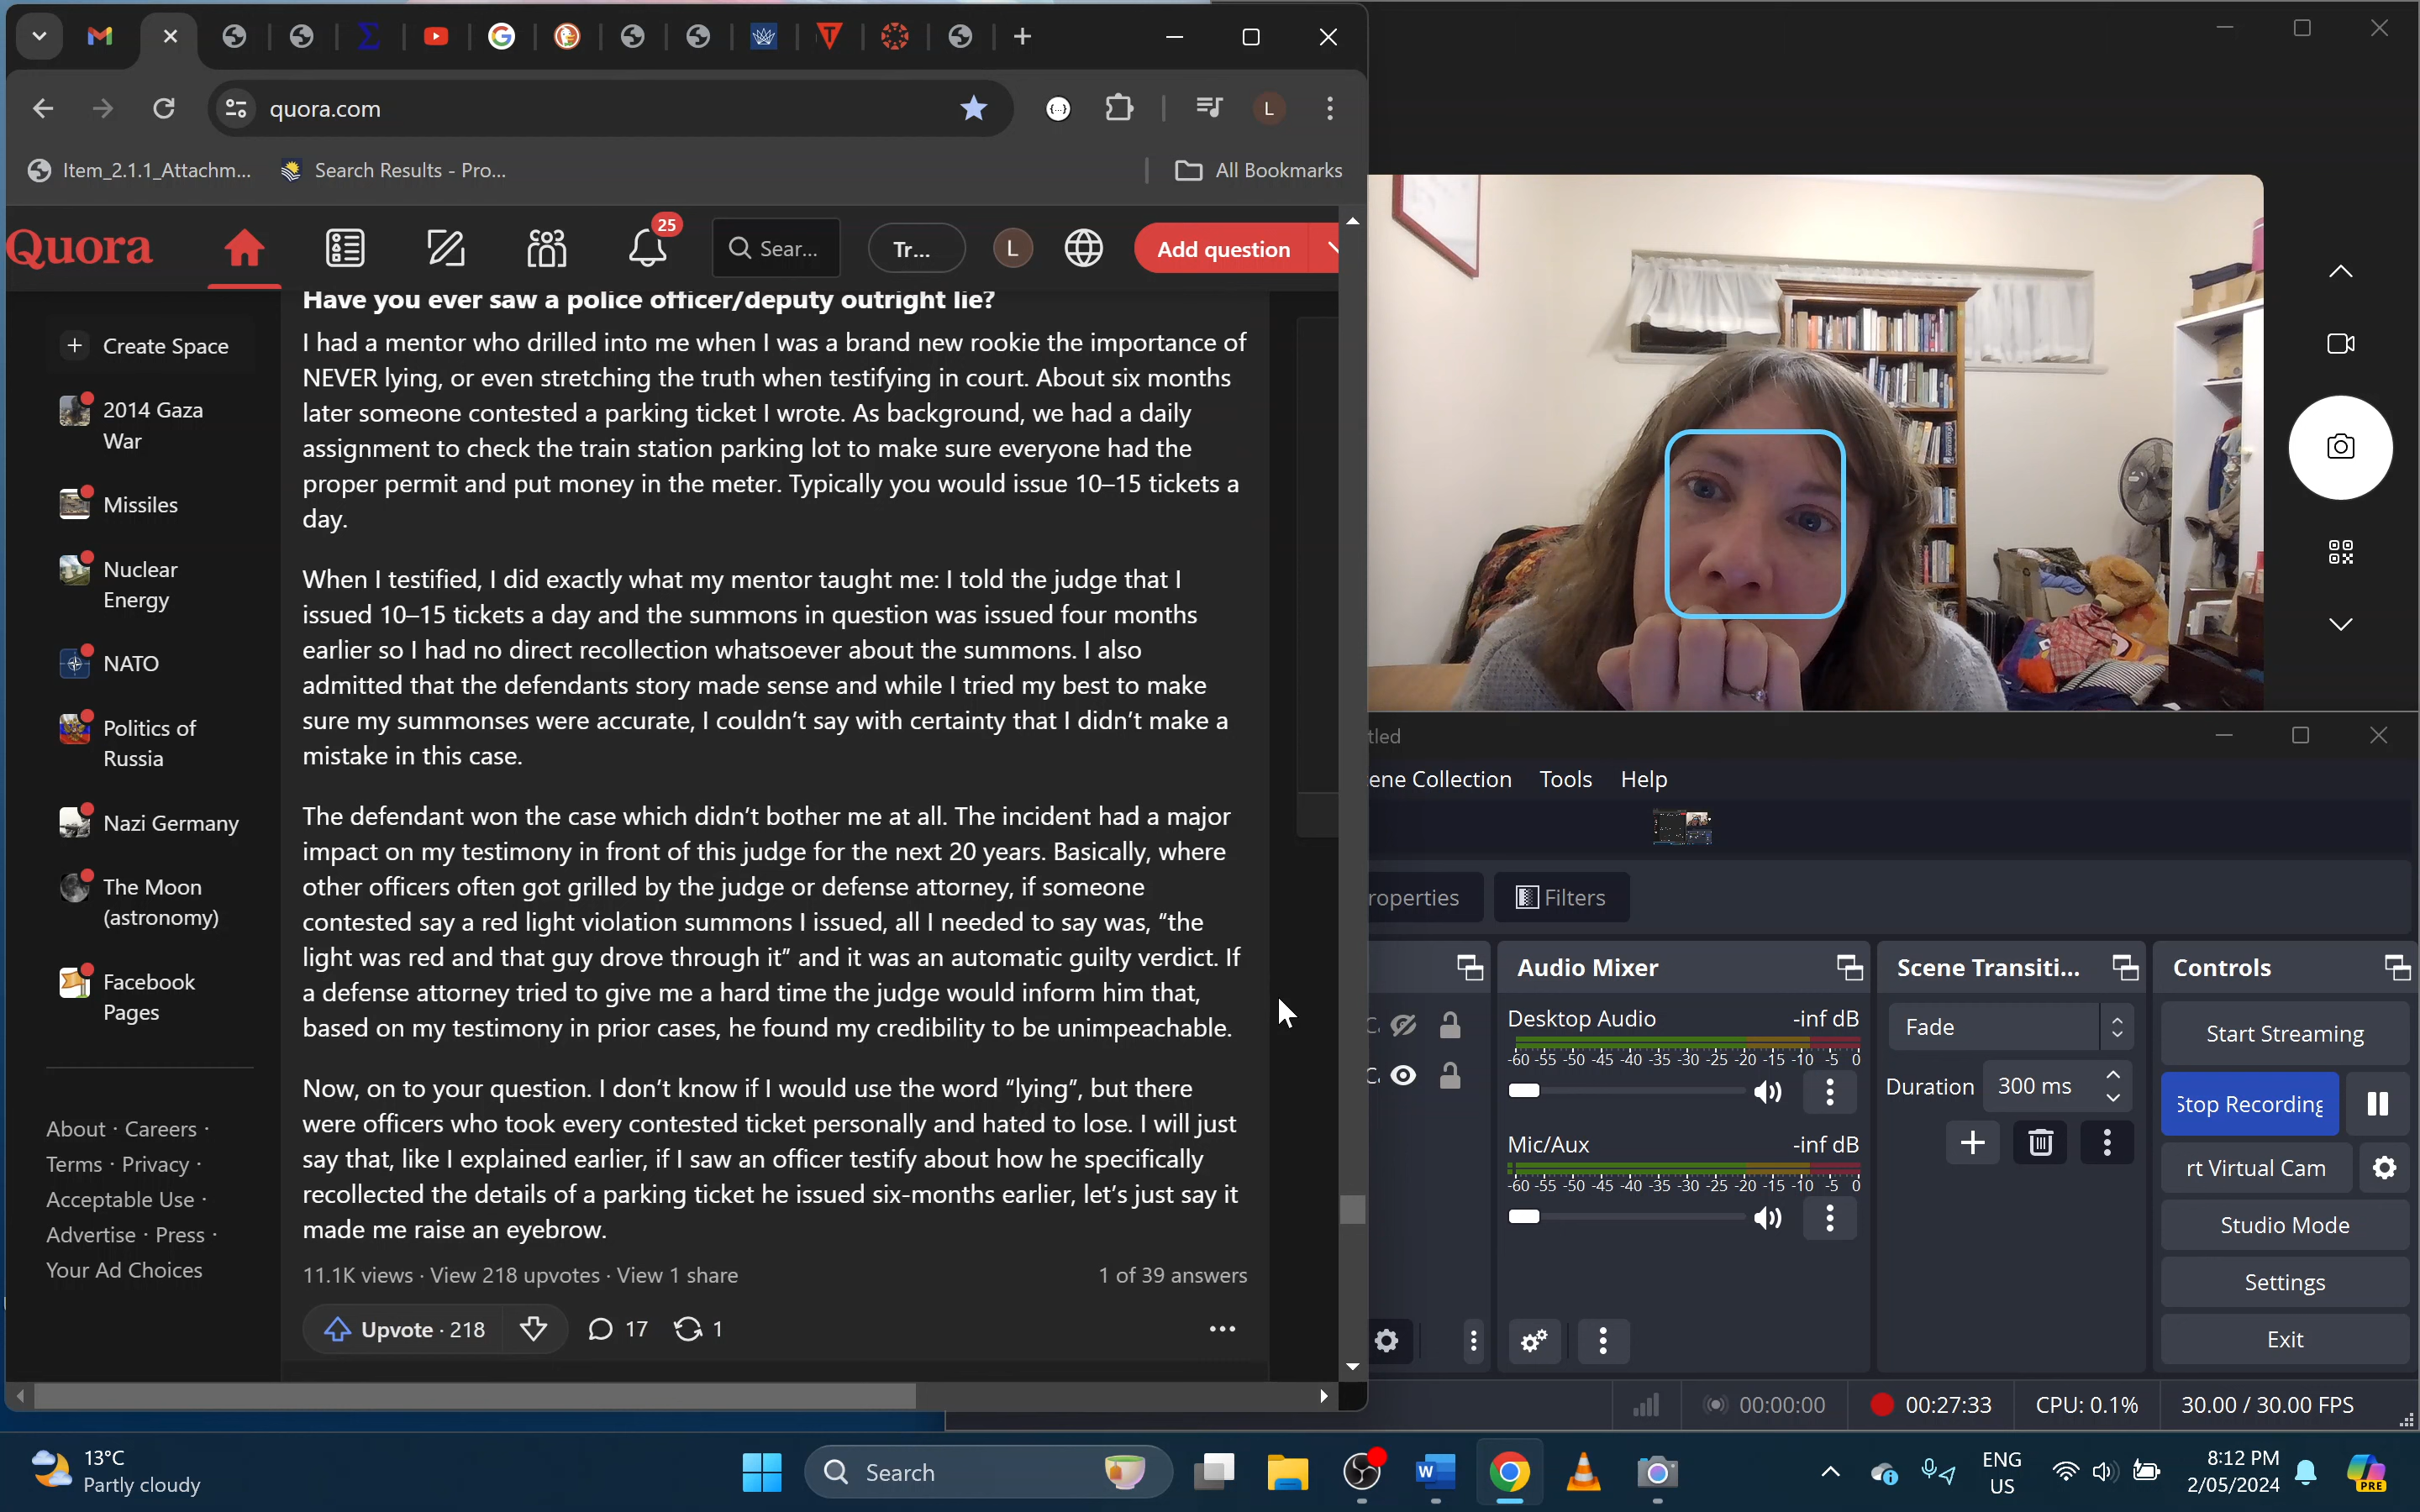 quora.com
L
Item_2.1.1_Attachm...
Search Results - Pro...
All Bookmarks
Quora
25
Sear...
Tr...
L
Add question
Create Space
2014 Gaza
War
Missiles
Nuclear
Energy
NATO
Politics of
Russia
Nazi Germany
The Moon
(astronomy)
Facebook
Pages
About · Careers ·
Terms · Privacy ·
Acceptable Use ·
Advertise · Press ·
Your Ad Choices
Have you ever saw a police officer/deputy outright lie?
I had a mentor who drilled into me when I was a brand new rookie the importance of
NEVER lying, or even stretching the truth when testifying in court. About six months
later someone contested a parking ticket I wrote. As background, we had a daily
assignment to check the train station parking lot to make sure everyone had the
proper permit and put money in the meter. Typically you would issue 10–15 tickets a
day.
When I testified, I did exactly what my mentor taught me: I told the judge that I
issued 10–15 tickets a day and the summons in question was issued four months
earlier so I had no direct recollection whatsoever about the summons. I also
admitted that the defendants story made sense and while I tried my best to make
sure my summonses were accurate, I couldn’t say with certainty that I didn’t make a
mistake in this case.
The defendant won the case which didn’t bother me at all. The incident had a major
impact on my testimony in front of this judge for the next 20 years. Basically, where
other officers often got grilled by the judge or defense attorney, if someone
contested say a red light violation summons I issued, all I needed to say was, “the
light was red and that guy drove through it” and it was an automatic guilty verdict. If
a defense attorney tried to give me a hard time the judge would inform him that,
based on my testimony in prior cases, he found my credibility to be unimpeachable.
Now, on to your question. I don’t know if I would use the word “lying”, but there
were officers who took every contested ticket personally and hated to lose. I will just
say that, like I explained earlier, if I saw an officer testify about how he specifically
recollected the details of a parking ticket he issued six-months earlier, let’s just say it
made me raise an eyebrow.
11.1K views · View 218 upvotes · View 1 share
1 of 39 answers
Upvote · 218
17
1
tled
ene Collection Tools Help
roperties
Filters
Audio Mixer
Desktop Audio -inf dB
-60 -55 -50 -45 -40 -35 -30 -25 -20 -15 -10 -5 0
Mic/Aux -inf dB
-60 -55 -50 -45 -40 -35 -30 -25 -20 -15 -10 -5 0
Scene Transiti...
Fade
Duration 300 ms
Controls
Start Streaming
Stop Recording
rt Virtual Cam
Studio Mode
Settings
Exit
00:00:00
00:27:33
CPU: 0.1%
30.00 / 30.00 FPS
13°C
Partly cloudy
Search
ENG
US
8:12 PM
2/05/2024
PRE